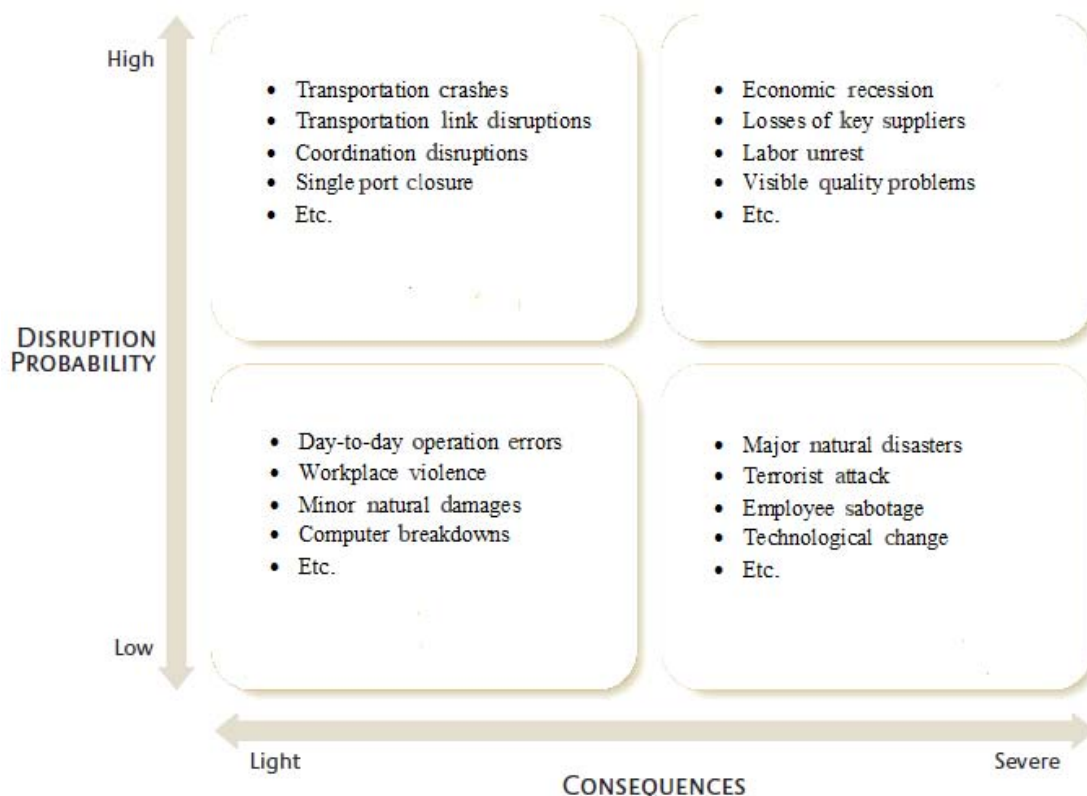 High
• Transportation crashes
• Transportation link disruptions
• Coordination disruptions
• Single port closure
• Etc.
• Economic recession
• Losses of key suppliers
• Labor unrest
• Visible quality problems
• Etc.
DISRUPTION
PROBABILITY
• Day-to-day operation errors
• Workplace violence
• Minor natural damages
• Computer breakdowns
• Etc.
• Major natural disasters
• Terrorist attack
• Employee sabotage
• Technological change
• Etc.
Low
Light
Severe
CONSEQUENCES